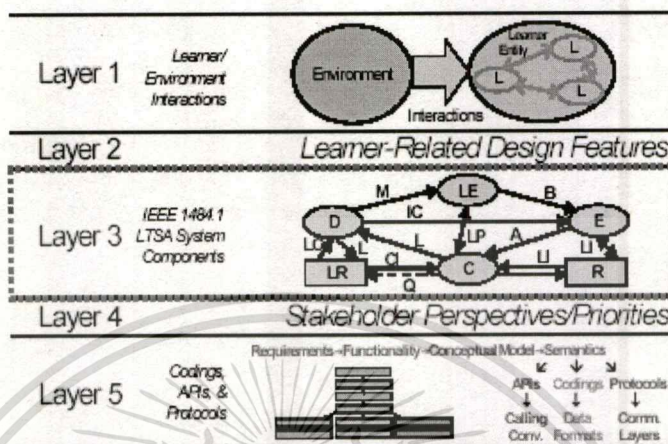 Layer 1
Learner/
Environment
Interactions
Environment
Interactions
Learner
Entity
L
L
L
Layer 2
Learner-Related Design Features
Layer 3
IEEE 1484.1
LTSA System
Components
M
LE
B
D
IC
E
LC
L
L
LP
A
LI
LR
CI
Q
C
LI
R
Layer 4
Stakeholder Perspectives/Priorities
Layer 5
Codings,
APIs, &
Protocols
Requirements→Functionality→Conceptual Model→Semantics
APIs Codings Protocols
Calling Data Comm.
Conv. Formats Layers